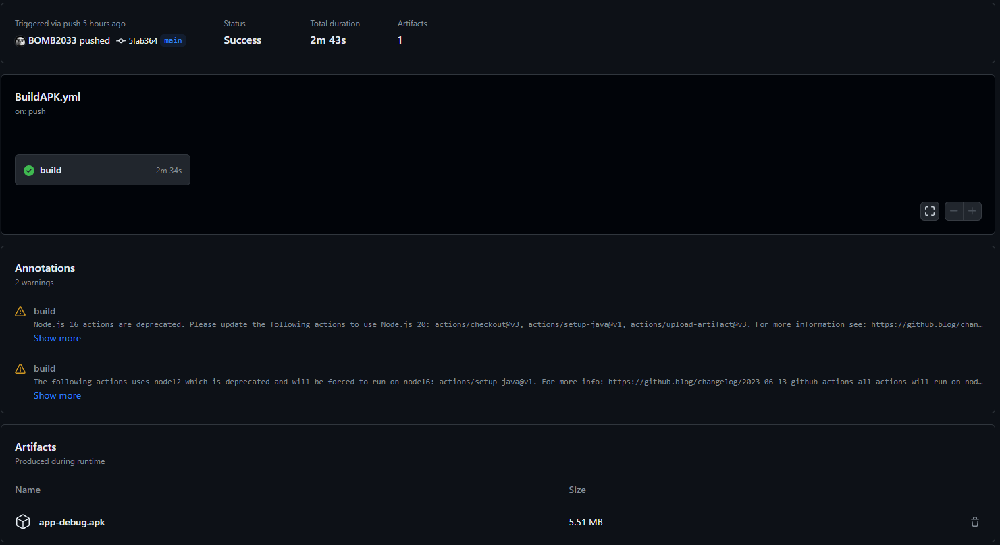 Triggered via push 5 hours ago
Status
Total duration
Artifacts
BOMB2033 pushed 5fab364 main
Success
2m 43s
1
BuildAPK.yml
on: push
build 2m 34s
Annotations
2 warnings
build
Node.js 16 actions are deprecated. Please update the following actions to use Node.js 20: actions/checkout@v3, actions/setup-java@v1, actions/upload-artifact@v3. For more information see: https://github.blog/chan…
Show more
build
The following actions uses node12 which is deprecated and will be forced to run on node16: actions/setup-java@v1. For more info: https://github.blog/changelog/2023-06-13-github-actions-all-actions-will-run-on-nod…
Show more
Artifacts
Produced during runtime
Name Size
app-debug.apk 5.51 MB